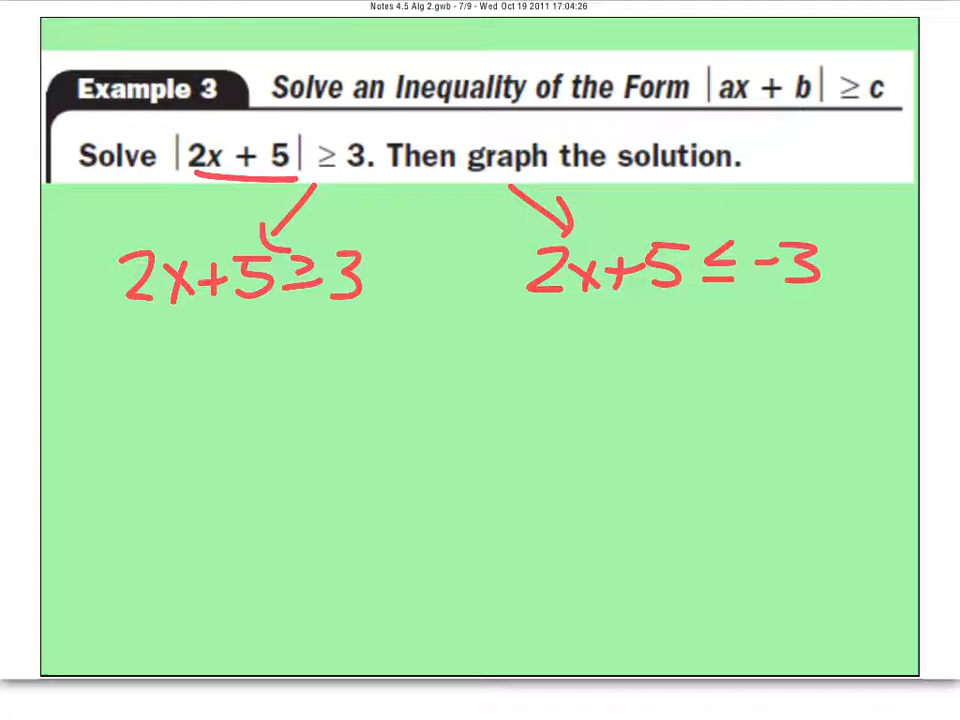 Notes 4.5 Alg 2.gwb - 7/9 - Wed Oct 19 2011 17:04:26
Example 3 Solve an Inequality of the Form |ax + b| ≥ c
Solve |2x + 5| ≥ 3. Then graph the solution.
2x+5≥3 2x+5≤-3